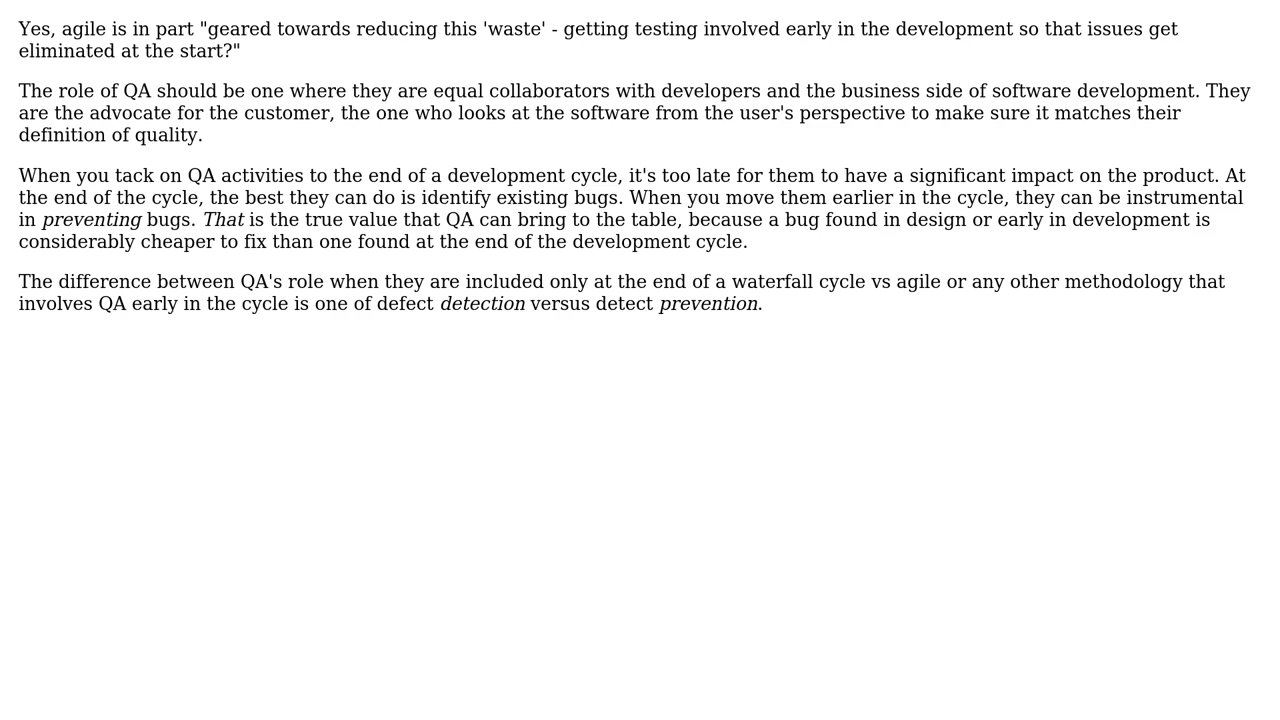 Yes, agile is in part "geared towards reducing this 'waste' - getting testing involved early in the development so that issues get
eliminated at the start?"
The role of QA should be one where they are equal collaborators with developers and the business side of software development. They
are the advocate for the customer, the one who looks at the software from the user's perspective to make sure it matches their
definition of quality.
When you tack on QA activities to the end of a development cycle, it's too late for them to have a significant impact on the product. At
the end of the cycle, the best they can do is identify existing bugs. When you move them earlier in the cycle, they can be instrumental
in preventing bugs. That is the true value that QA can bring to the table, because a bug found in design or early in development is
considerably cheaper to fix than one found at the end of the development cycle.
The difference between QA's role when they are included only at the end of a waterfall cycle vs agile or any other methodology that
involves QA early in the cycle is one of defect detection versus detect prevention.